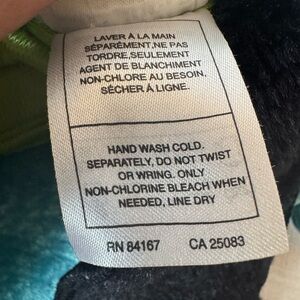 LAVER À LA MAIN
SÉPARÉMENT,NE PAS
TORDRE,SEULEMENT
AGENT DE BLANCHIMENT
NON-CHLORE AU BESOIN.
SÉCHER À LIGNE.
HAND WASH COLD.
SEPARATELY, DO NOT TWIST
OR WRING. ONLY
NON-CHLORINE BLEACH WHEN
NEEDED, LINE DRY
RN 84167 CA 25083